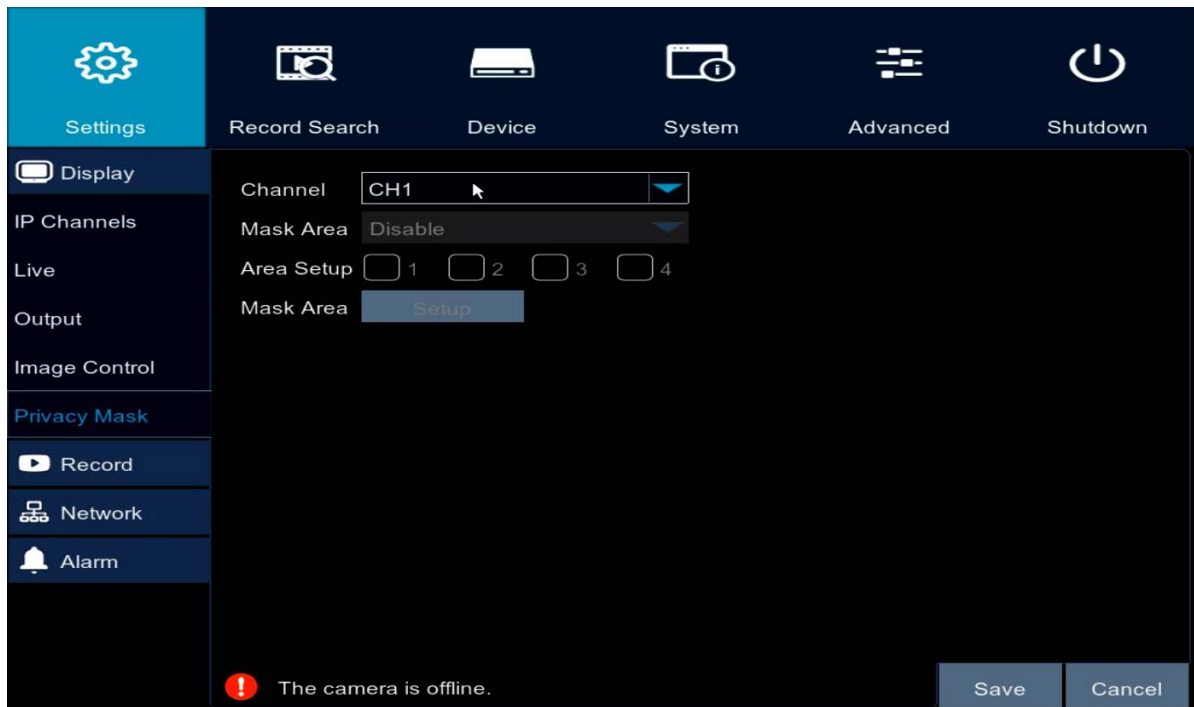 Settings Record Search Device System Advanced Shutdown
Display
IP Channels
Live
Output
Image Control
Privacy Mask
Record
Network
Alarm
Channel CH1
Mask Area Disable
Area Setup 1 2 3 4
Mask Area Setup
! The camera is offline.
Save Cancel